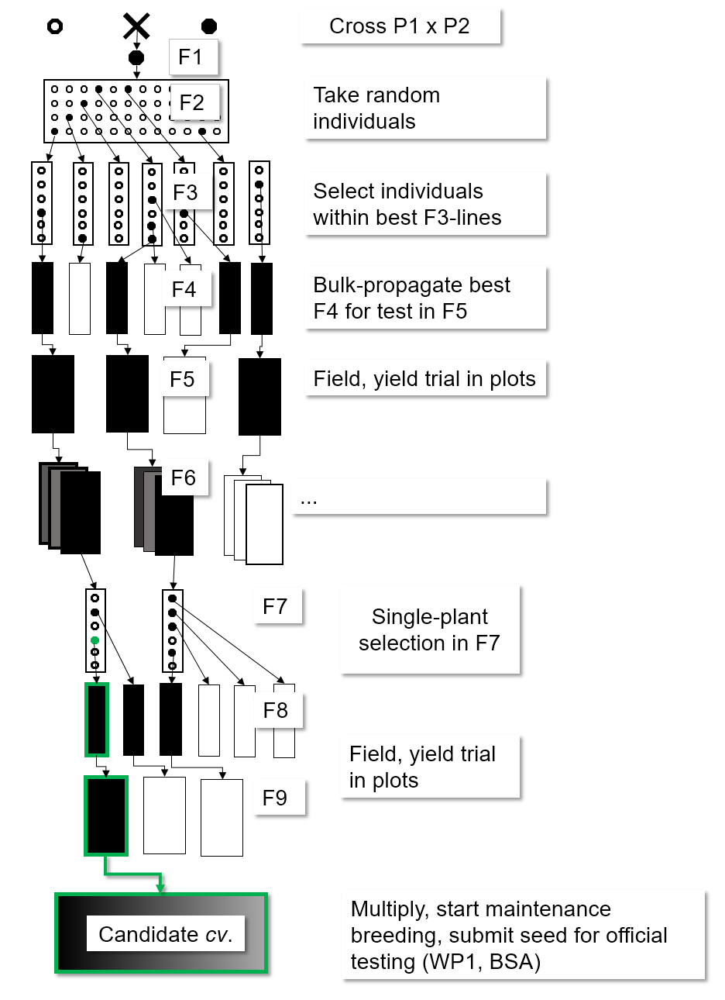 Cross P1 x P2
F1
F2
Take random
individuals
F3
Select individuals
within best F3-lines
F4
Bulk-propagate best
F4 for test in F5
F5
Field, yield trial in plots
F6
...
F7
Single-plant
selection in F7
F8
Field, yield trial
in plots
F9
Candidate cv.
Multiply, start maintenance
breeding, submit seed for official
testing (WP1, BSA)